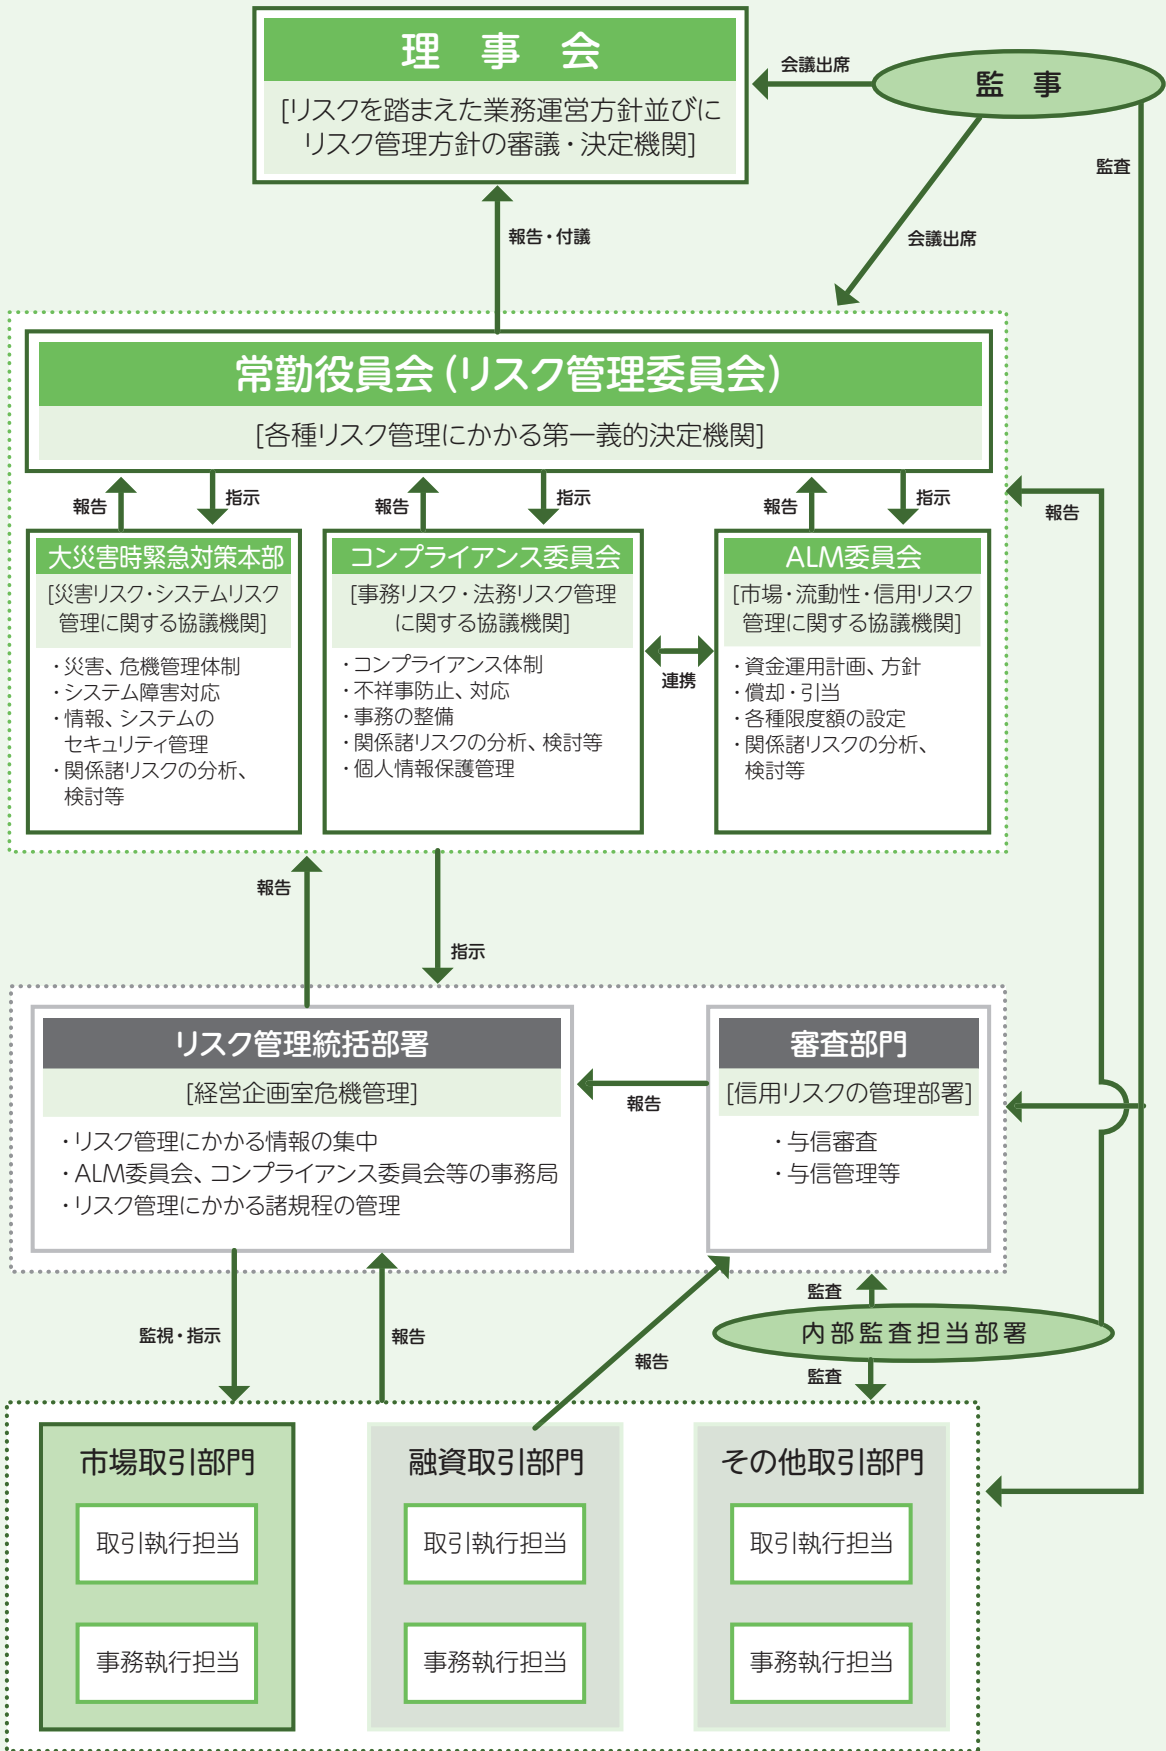 理 事 会
[リスクを踏まえた業務運営方針並びに
リスク管理方針の審議・決定機関]
会議出席
監 事
監査
会議出席
報告・付議
常勤役員会(リスク管理委員会)
[各種リスク管理にかかる第一義的決定機関]
報告
指示
報告
指示
報告
指示
報告
大災害時緊急対策本部
[災害リスク・システムリスク
管理に関する協議機関]
・災害、危機管理体制
・システム障害対応
・情報、システムの
セキュリティ管理
・関係諸リスクの分析、
検討等
コンプライアンス委員会
[事務リスク・法務リスク管理
に関する協議機関]
・コンプライアンス体制
・不祥事防止、対応
・事務の整備
・関係諸リスクの分析、検討等
・個人情報保護管理
連携
ALM委員会
[市場・流動性・信用リスク
管理に関する協議機関]
・資金運用計画、方針
・償却・引当
・各種限度額の設定
・関係諸リスクの分析、
検討等
報告
指示
リスク管理統括部署
[経営企画室危機管理]
・リスク管理にかかる情報の集中
・ALM委員会、コンプライアンス委員会等の事務局
・リスク管理にかかる諸規程の管理
報告
審査部門
[信用リスクの管理部署]
・与信審査
・与信管理等
監視・指示
報告
報告
監査
内部監査担当部署
監査
市場取引部門
取引執行担当
事務執行担当
融資取引部門
取引執行担当
事務執行担当
その他取引部門
取引執行担当
事務執行担当